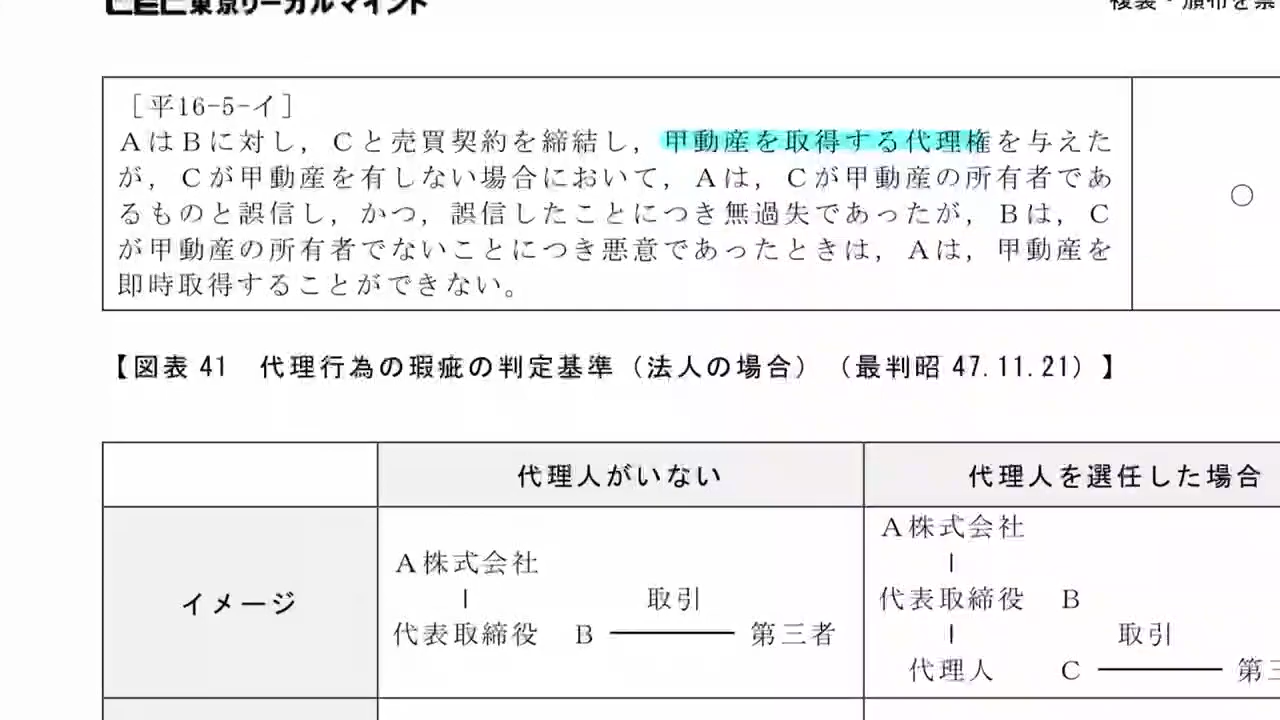 LEC東京リーガルマインド
複製・頒布を禁
［平16-5-イ］
AはBに対し，Cと売買契約を締結し，甲動産を取得する代理権を与えた
が，Cが甲動産を有しない場合において，Aは，Cが甲動産の所有者であ
るものと誤信し，かつ，誤信したことにつき無過失であったが，Bは，C
が甲動産の所有者でないことにつき悪意であったときは，Aは，甲動産を
即時取得することができない。
○
【図表 41　代理行為の瑕疵の判定基準（法人の場合）（最判昭 47.11.21）】
代理人がいない
代理人を選任した場合
イメージ
A株式会社
代表取締役　B
取引
第三者
A株式会社
代表取締役　B
取引
代理人　C
第三